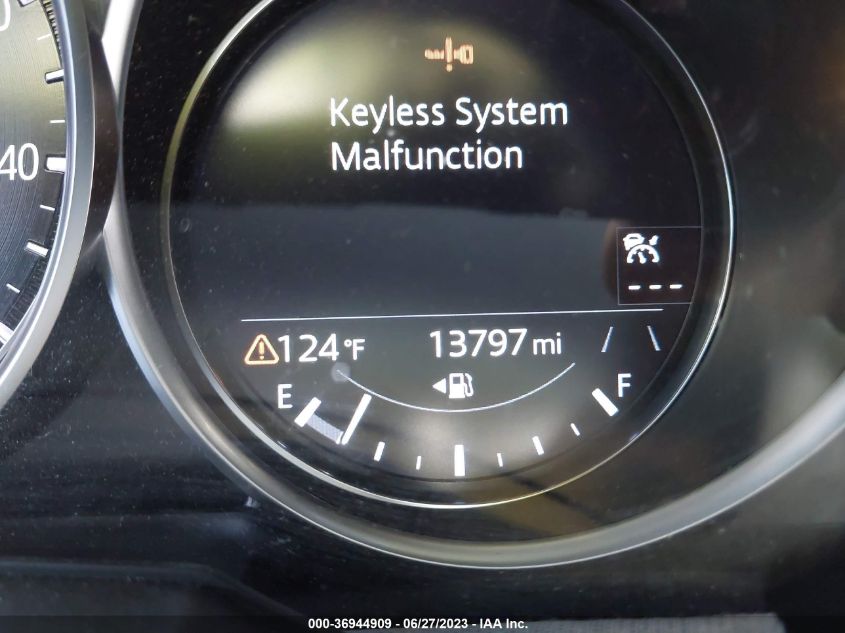 40
Keyless System
Malfunction
---
124°F
13797 mi
E
F
000-36944909 - 06/27/2023 - IAA Inc.